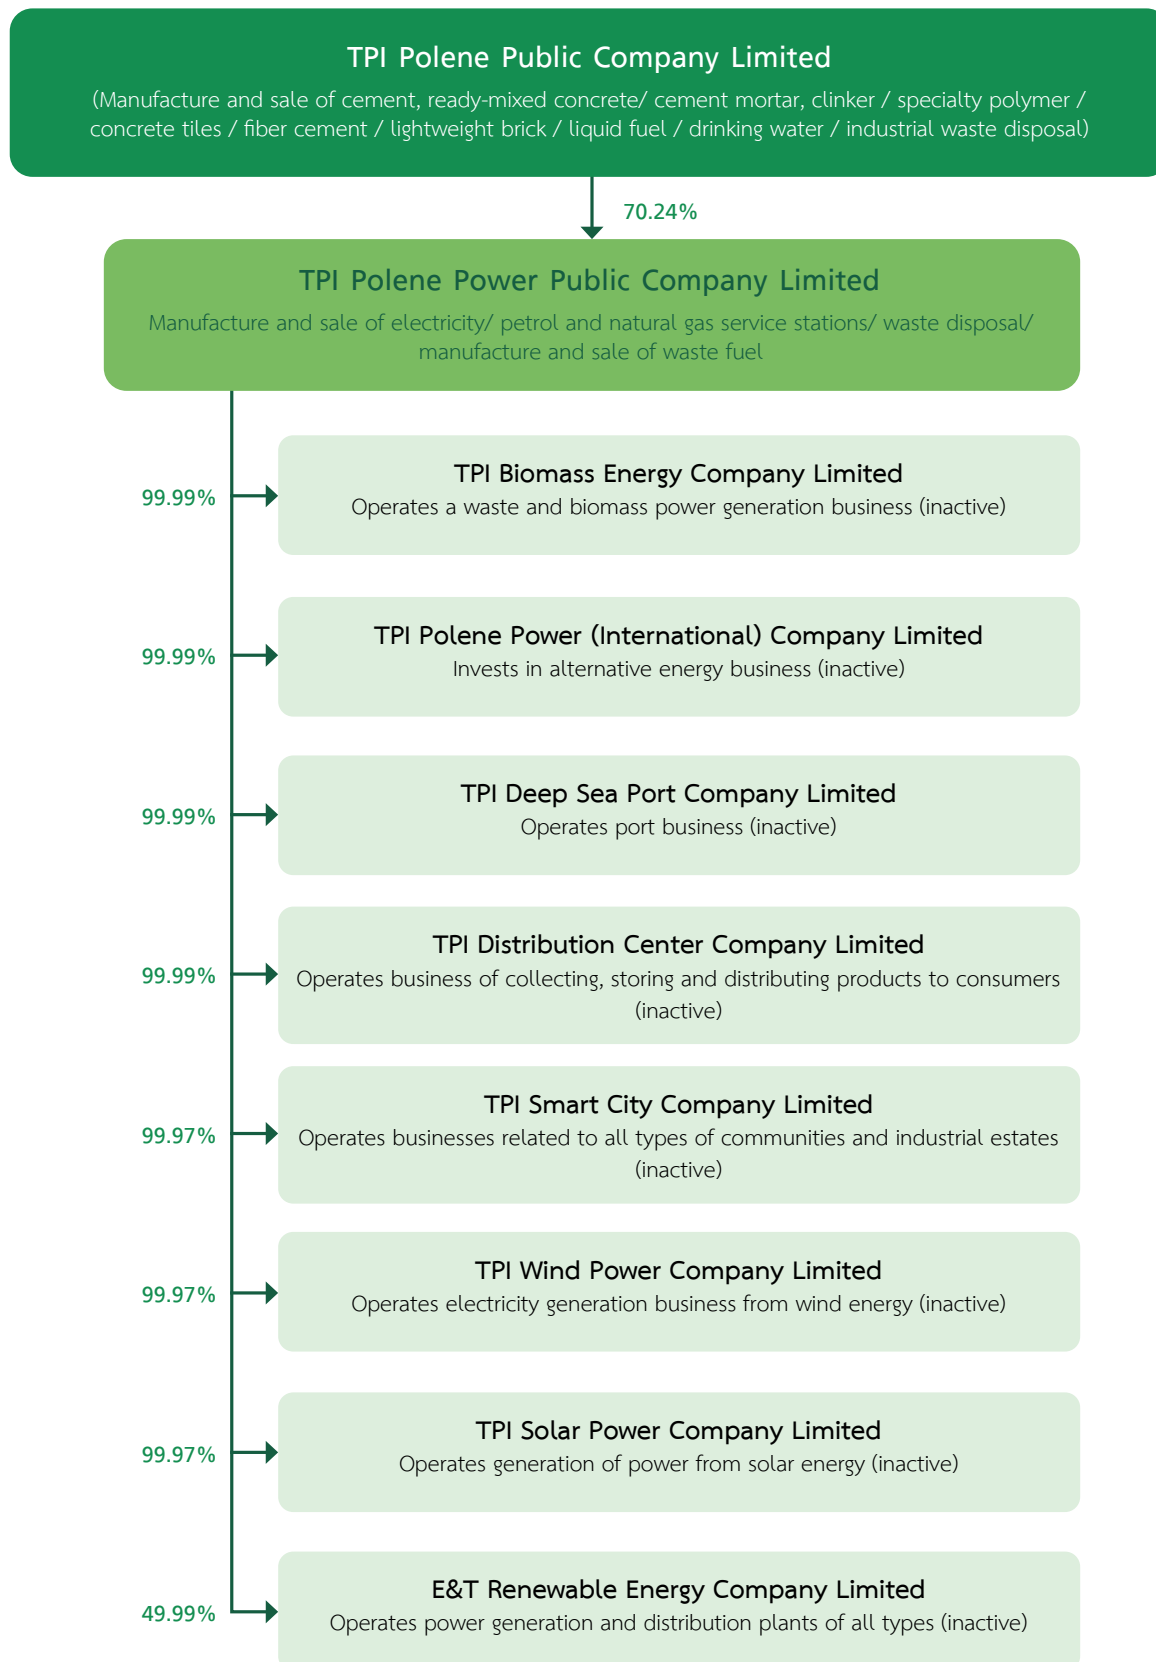 TPI Polene Public Company Limited
(Manufacture and sale of cement, ready-mixed concrete/ cement mortar, clinker / specialty polymer /
concrete tiles / fiber cement / lightweight brick / liquid fuel / drinking water / industrial waste disposal)
70.24%
TPI Polene Power Public Company Limited
Manufacture and sale of electricity/ petrol and natural gas service stations/ waste disposal/
manufacture and sale of waste fuel
TPI Biomass Energy Company Limited
99.99%
Operates a waste and biomass power generation business (inactive)
TPI Polene Power (International) Company Limited
99.99%
Invests in alternative energy business (inactive)
TPI Deep Sea Port Company Limited
99.99%
Operates port business (inactive)
TPI Distribution Center Company Limited
99.99%
Operates business of collecting, storing and distributing products to consumers
(inactive)
TPI Smart City Company Limited
99.97%
Operates businesses related to all types of communities and industrial estates
(inactive)
TPI Wind Power Company Limited
99.97%
Operates electricity generation business from wind energy (inactive)
TPI Solar Power Company Limited
99.97%
Operates generation of power from solar energy (inactive)
E&T Renewable Energy Company Limited
49.99%
Operates power generation and distribution plants of all types (inactive)